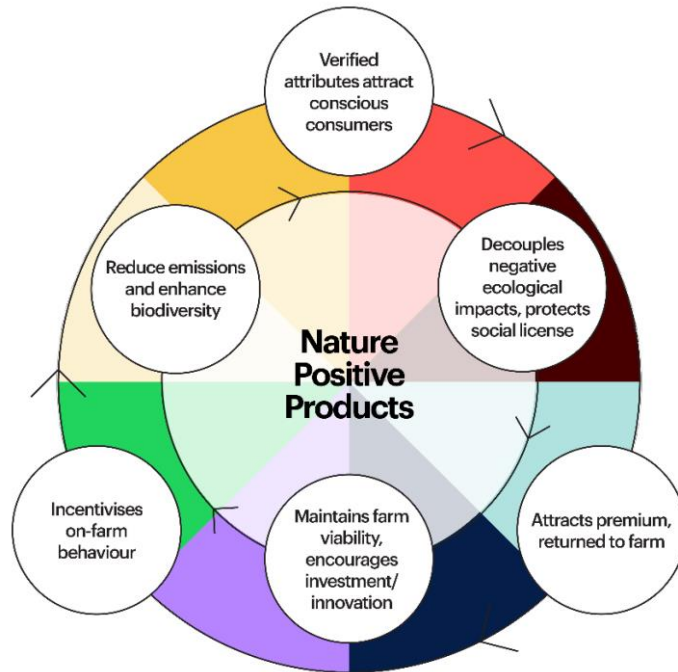 Verified
attributes attract
conscious
consumers
Decouples
negative
ecological
impacts, protects
social license
Attracts premium,
returned to farm
Maintains farm
viability,
encourages
investment/
innovation
Incentivises
on-farm
behaviour
Reduce emissions
and enhance
biodiversity
Nature
Positive
Products